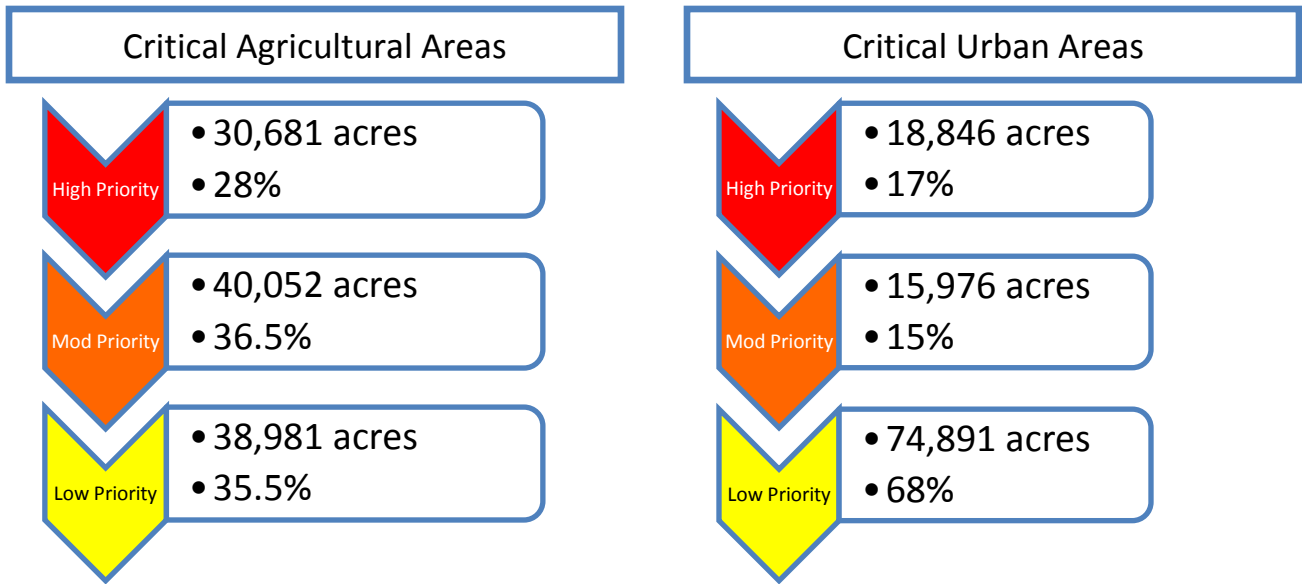 Critical Agricultural Areas
High Priority
• 30,681 acres
• 28%
Mod Priority
• 40,052 acres
• 36.5%
Low Priority
• 38,981 acres
• 35.5%
Critical Urban Areas
High Priority
• 18,846 acres
• 17%
Mod Priority
• 15,976 acres
• 15%
Low Priority
• 74,891 acres
• 68%